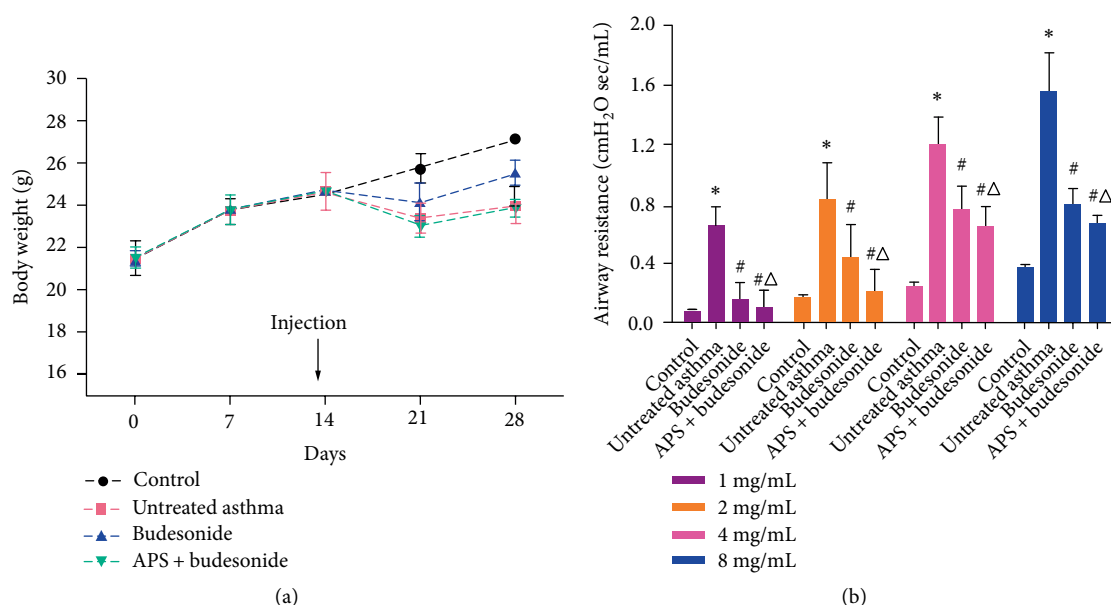 Body weight (g)
30
28
26
24
22
20
18
16
Injection
0
7
14
21
28
Days
Control
Untreated asthma
Budesonide
APS + budesonide
(a)
Airway resistance (cmH₂O sec/mL)
2.0
1.6
1.2
0.8
0.4
0.0
*
#
#Δ
*
#
#Δ
*
#
#Δ
*
#
#Δ
Control
Untreated asthma
Budesonide
APS + budesonide
Control
Untreated asthma
Budesonide
APS + budesonide
Control
Untreated asthma
Budesonide
APS + budesonide
Control
Untreated asthma
Budesonide
APS + budesonide
1 mg/mL
2 mg/mL
4 mg/mL
8 mg/mL
(b)